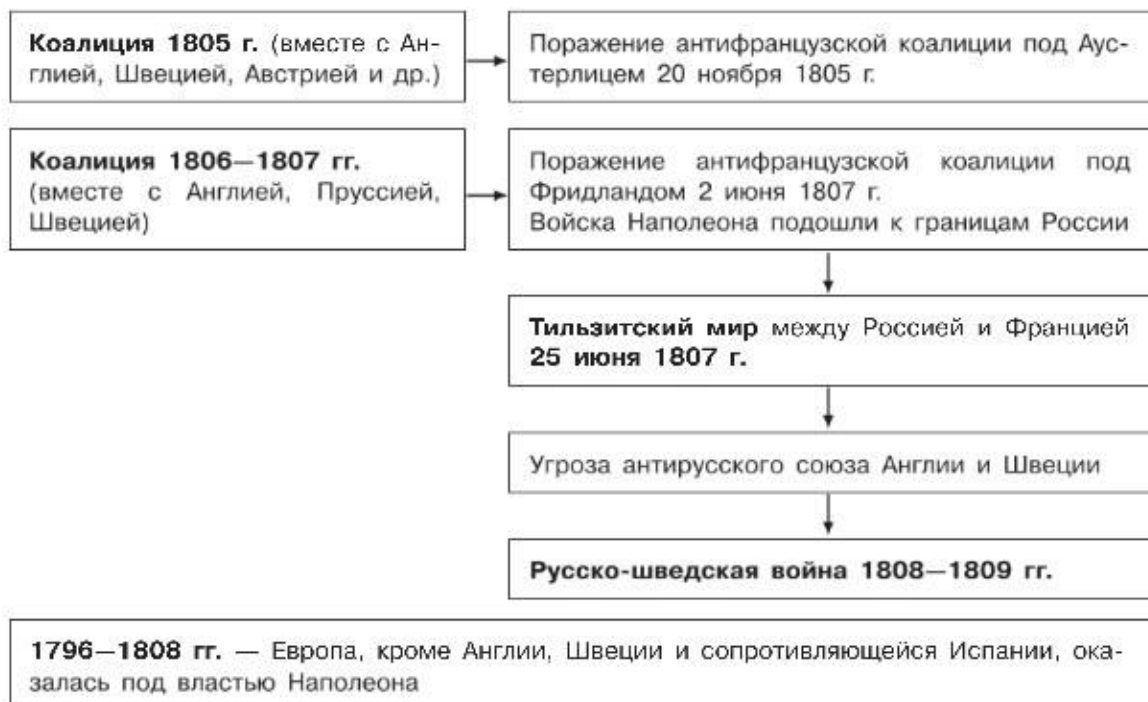 Коалиция 1805 г. (вместе с Ан-
глией, Швецией, Австрией и др.)
Поражение антифранцузской коалиции под Аус-
терлицем 20 ноября 1805 г.
Коалиция 1806—1807 гг.
(вместе с Англией, Пруссией,
Швецией)
Поражение антифранцузской коалиции под
Фридландом 2 июня 1807 г.
Войска Наполеона подошли к границам России
Тильзитский мир между Россией и Францией
25 июня 1807 г.
Угроза антирусского союза Англии и Швеции
Русско-шведская война 1808—1809 гг.
1796—1808 гг. — Европа, кроме Англии, Швеции и сопротивляющейся Испании, ока-
залась под властью Наполеона